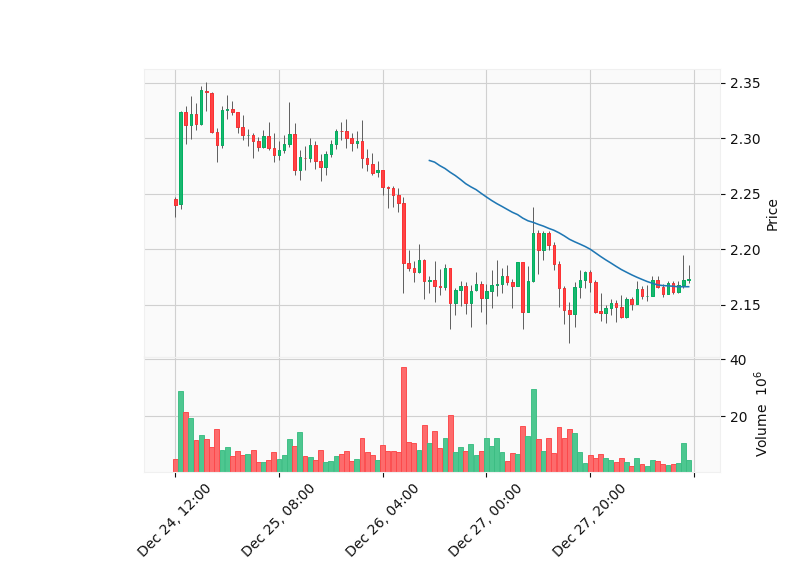 2.35
2.30
2.25
2.20
2.15
Price
40
20
Volume 10^6
Dec 24, 12:00
Dec 25, 08:00
Dec 26, 04:00
Dec 27, 00:00
Dec 27, 20:00